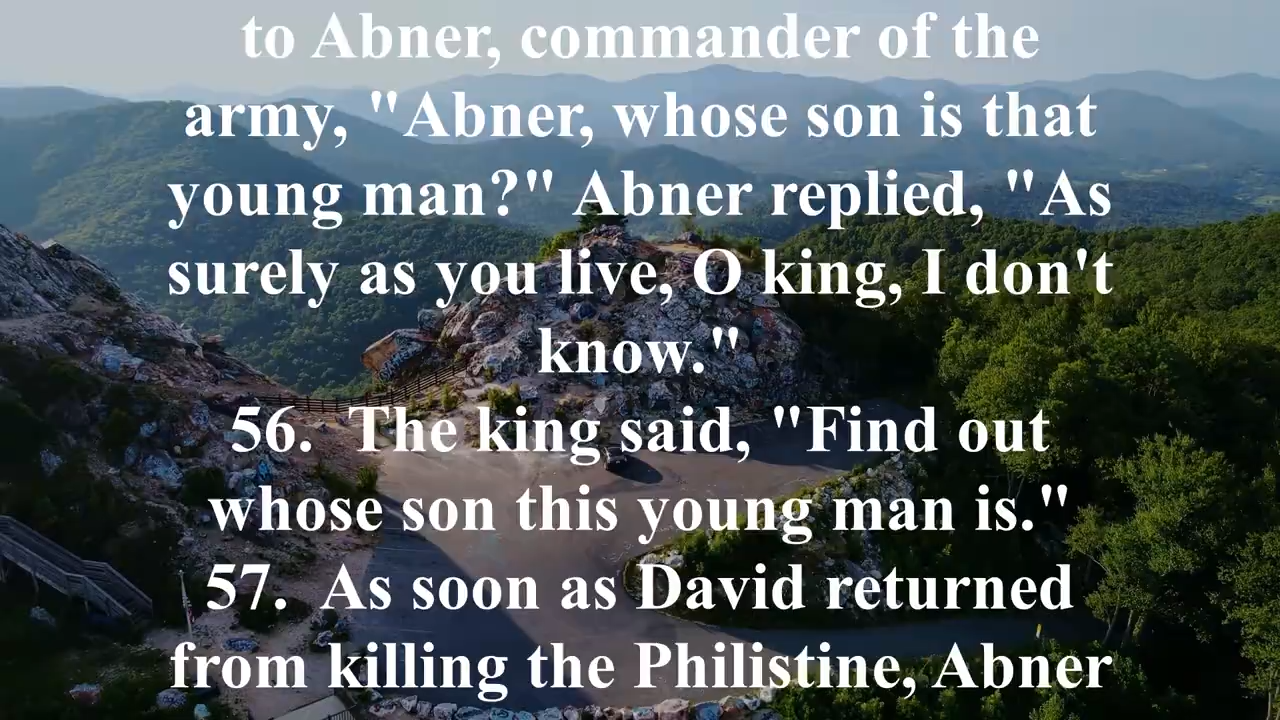 to Abner, commander of the
army, "Abner, whose son is that
young man?" Abner replied, "As
surely as you live, O king, I don't
know."
56. The king said, "Find out
whose son this young man is."
57. As soon as David returned
from killing the Philistine, Abner